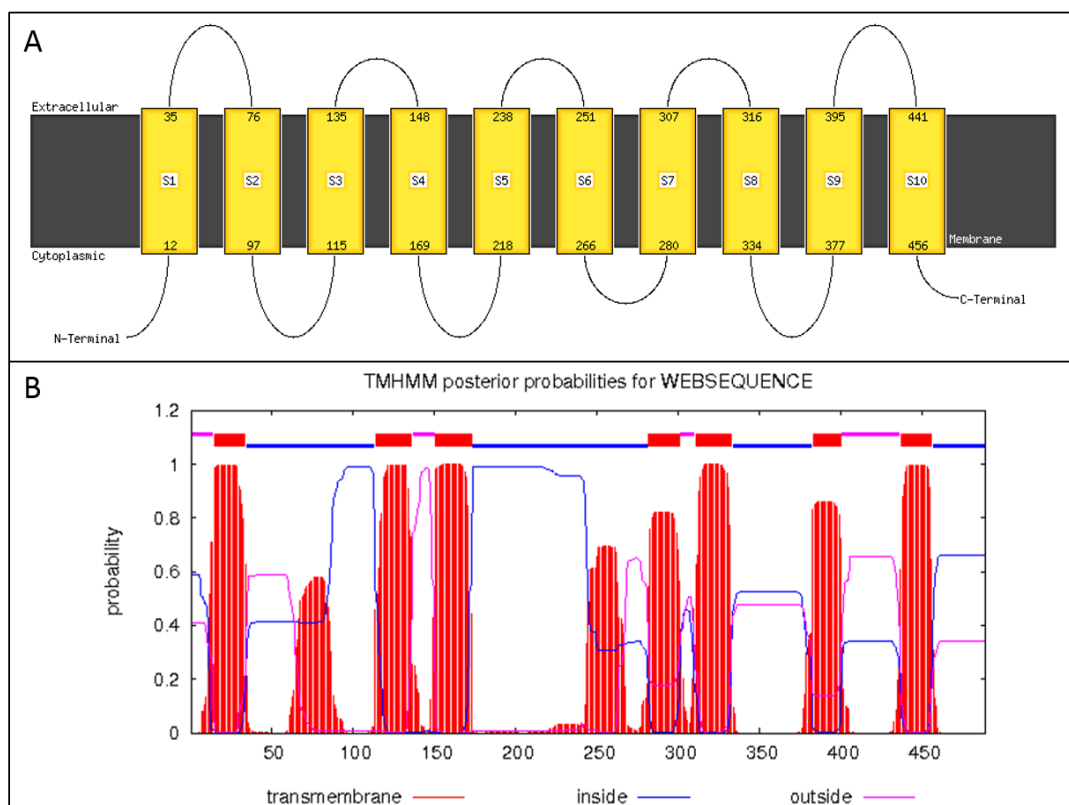 A
Extracellular
35 76 135 148 238 251 307 316 395 441
S1 S2 S3 S4 S5 S6 S7 S8 S9 S10
12 97 115 169 218 266 280 334 377 456
Membrane
Cytoplasmic
C-Terminal
N-Terminal
B
TMHMM posterior probabilities for WEBSEQUENCE
1.2
1
0.8
0.6
0.4
0.2
0
probability
50 100 150 200 250 300 350 400 450
transmembrane inside outside